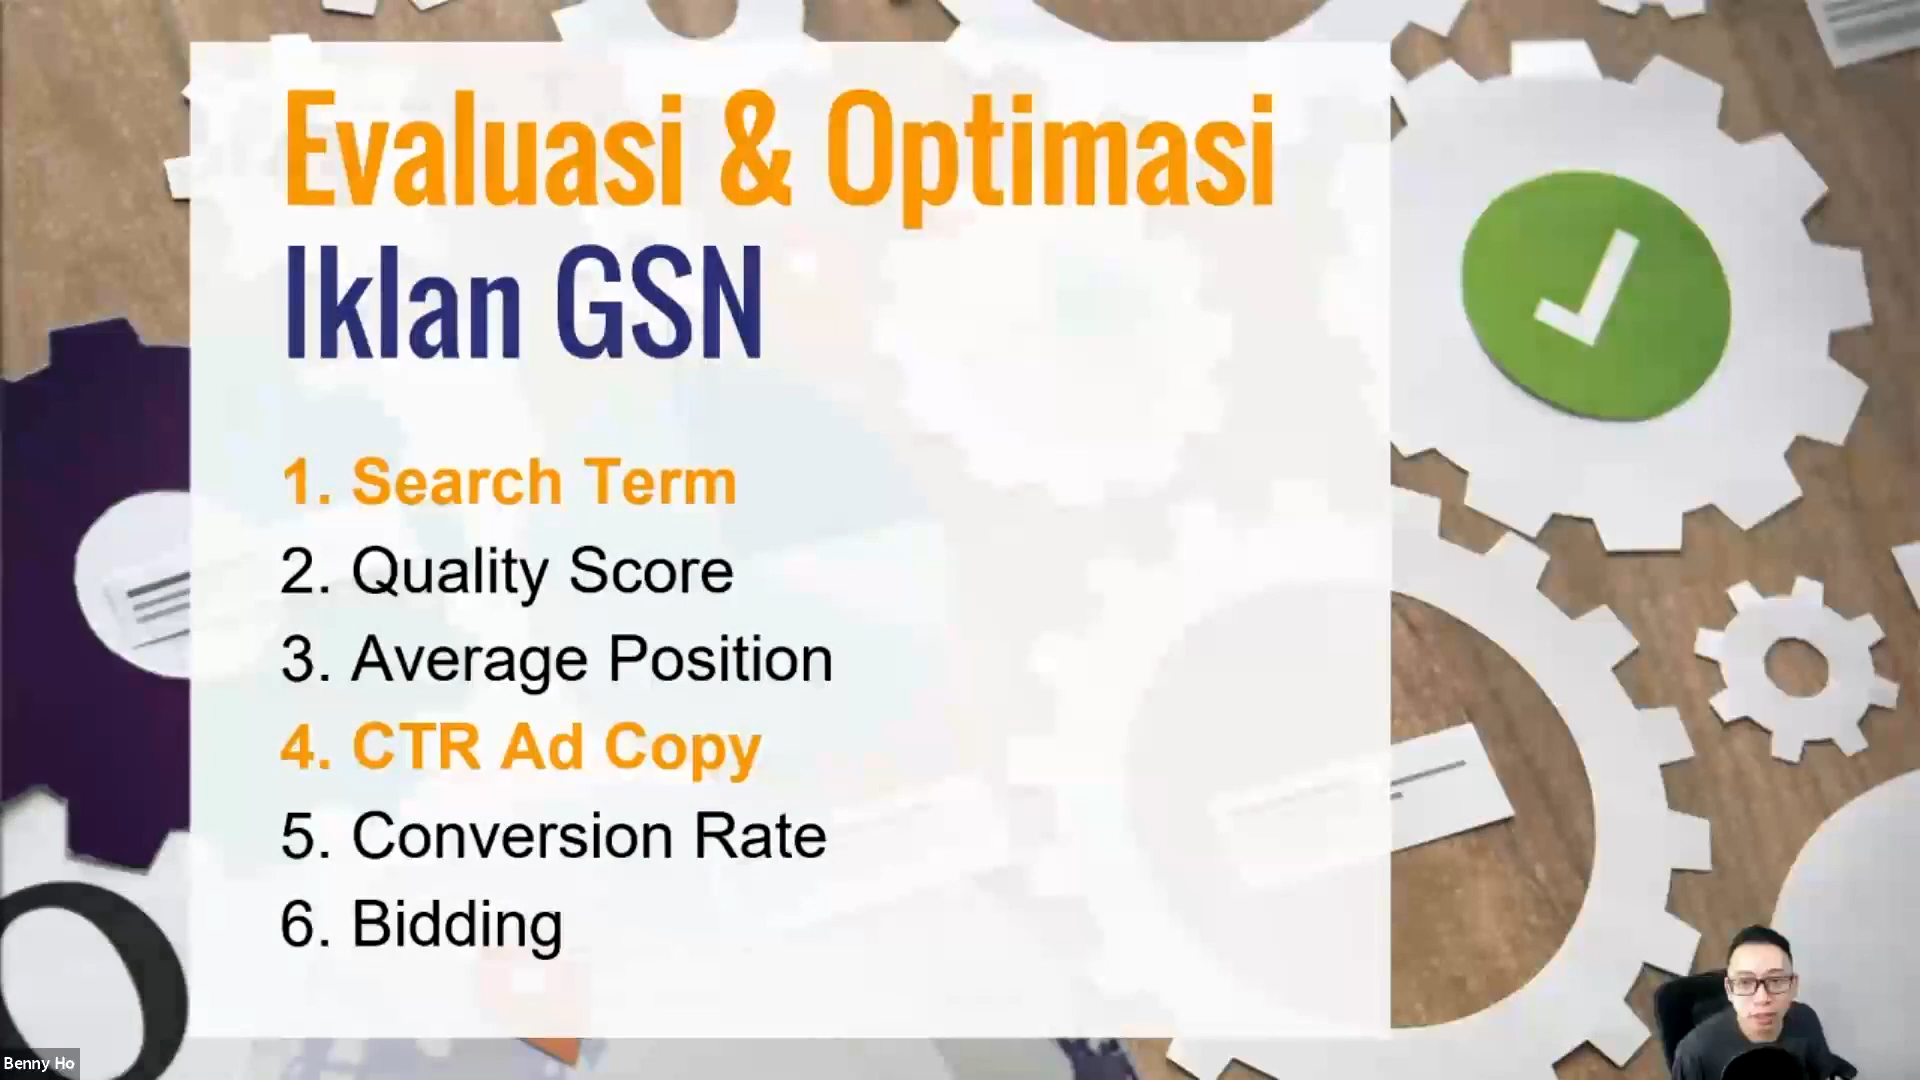 Evaluasi & Optimasi
Iklan GSN
1. Search Term
2. Quality Score
3. Average Position
4. CTR Ad Copy
5. Conversion Rate
6. Bidding
Benny Ho